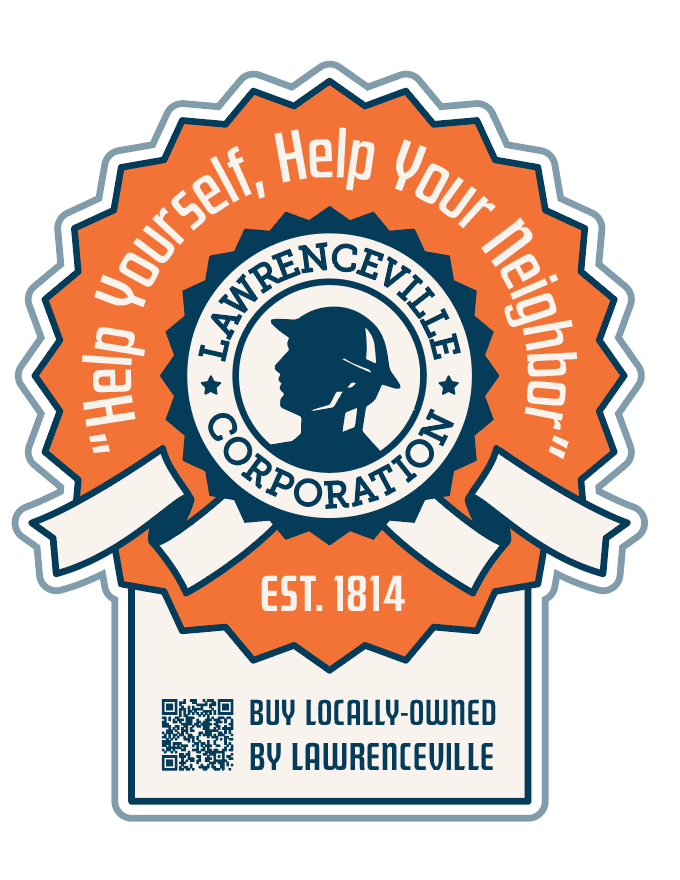 "Help Yourself, Help Your Neighbor"
LAWRENCEVILLE
CORPORATION
EST. 1814
BUY LOCALLY-OWNED
BY LAWRENCEVILLE